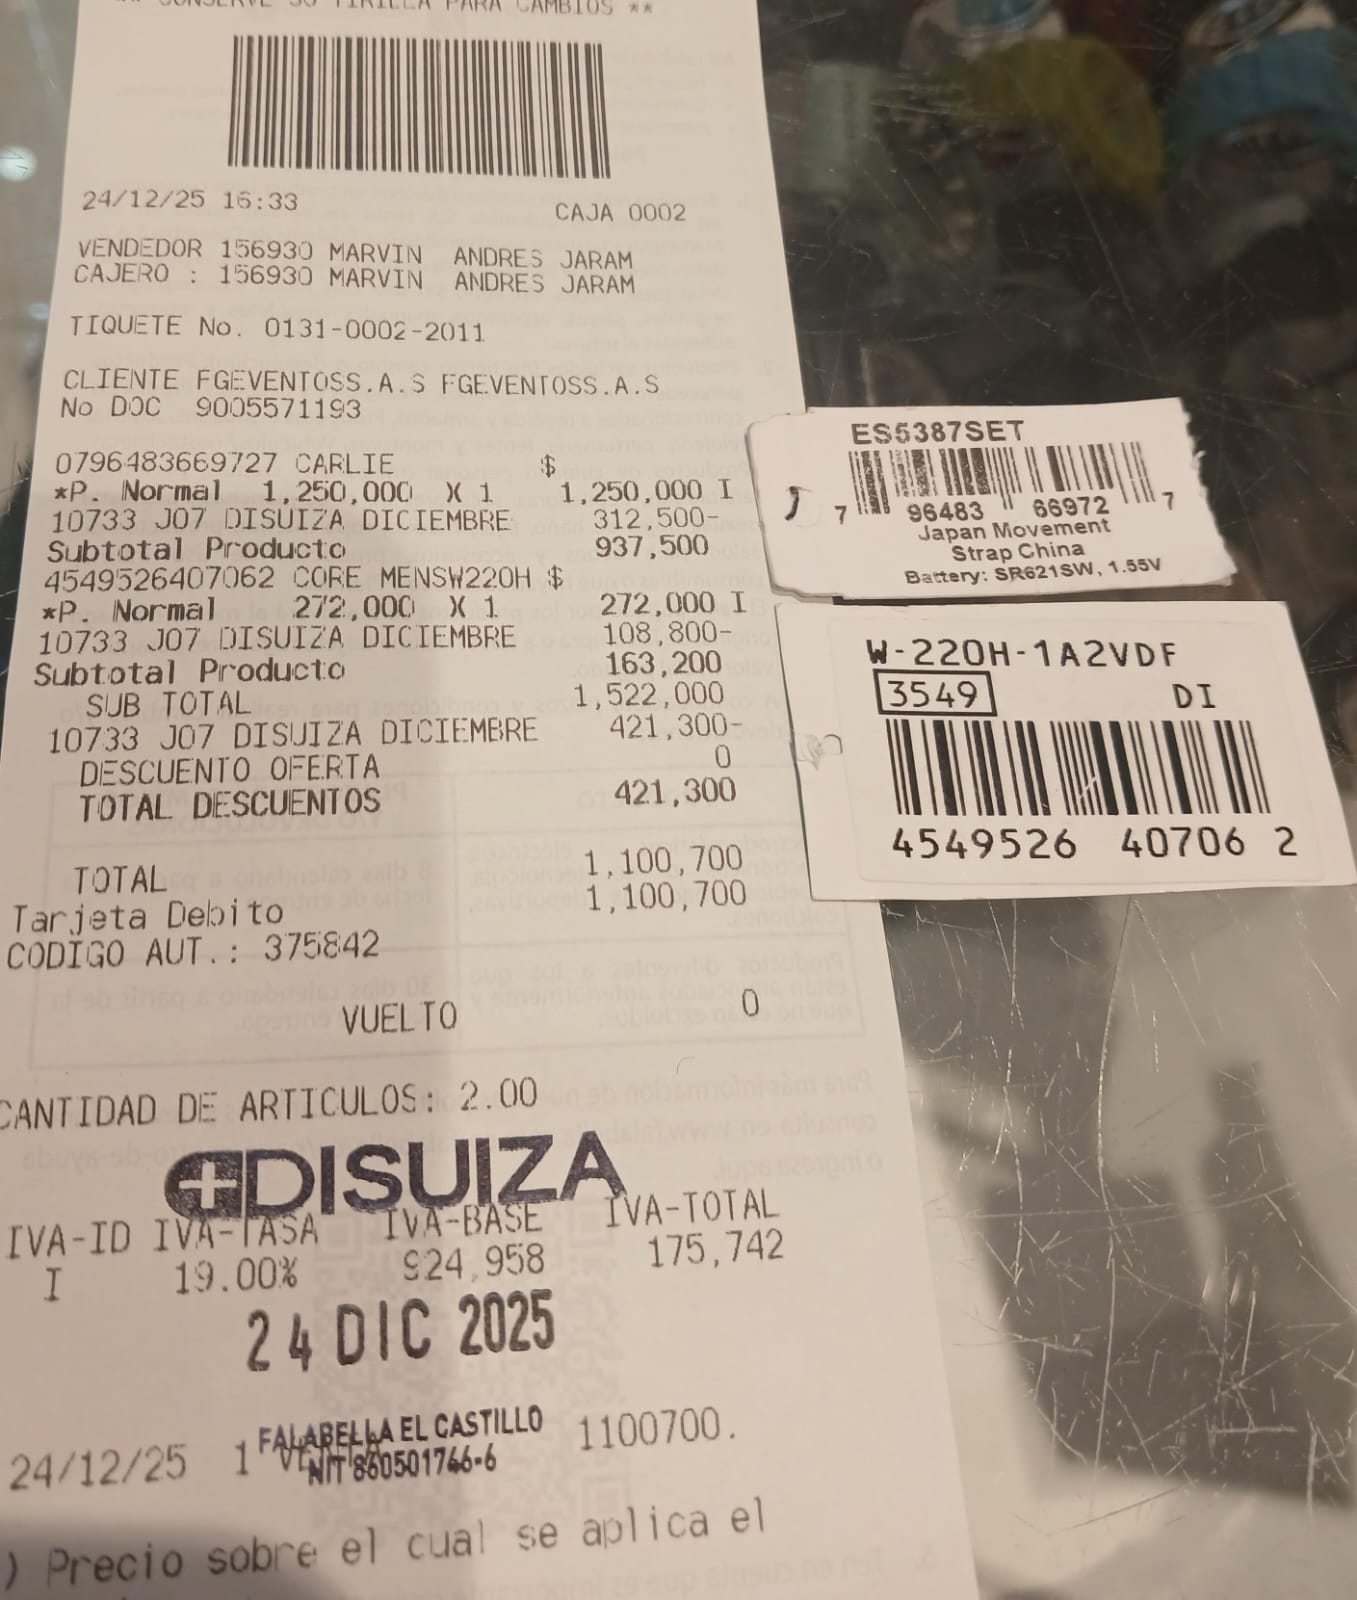 ** CONSERVE SU TIRILLA PARA CAMBIOS **
24/12/25 16:33 CAJA 0002
VENDEDOR 156930 MARVIN ANDRES JARAM
CAJERO : 156930 MARVIN ANDRES JARAM
TIQUETE No. 0131-0002-2011
CLIENTE FGEVENTOSS.A.S FGEVENTOSS.A.S
No DOC 9005571193
0796483669727 CARLIE $
*P. Normal 1,250,000 X 1 1,250,000 I
10733 J07 DISUIZA DICIEMBRE 312,500-
Subtotal Producto 937,500
4549526407062 CORE MENSW220H $
*P. Normal 272,000 X 1 272,000 I
10733 J07 DISUIZA DICIEMBRE 108,800-
Subtotal Producto 163,200
SUB TOTAL 1,522,000
10733 J07 DISUIZA DICIEMBRE 421,300-
DESCUENTO OFERTA 0
TOTAL DESCUENTOS 421,300
TOTAL 1,100,700
Tarjeta Debito 1,100,700
CODIGO AUT.: 375842
VUELTO 0
CANTIDAD DE ARTICULOS: 2.00
DISUIZA
IVA-ID IVA-TASA IVA-BASE IVA-TOTAL
I 19.00% 924,958 175,742
24 DIC 2025
FALABELLA EL CASTILLO
NIT 860501766-6
24/12/25 1 1100700.
) Precio sobre el cual se aplica el
ES5387SET
7 96483 66972 7
Japan Movement
Strap China
Battery: SR621SW, 1.55V
W-220H-1A2VDF
3549 DI
4549526 40706 2